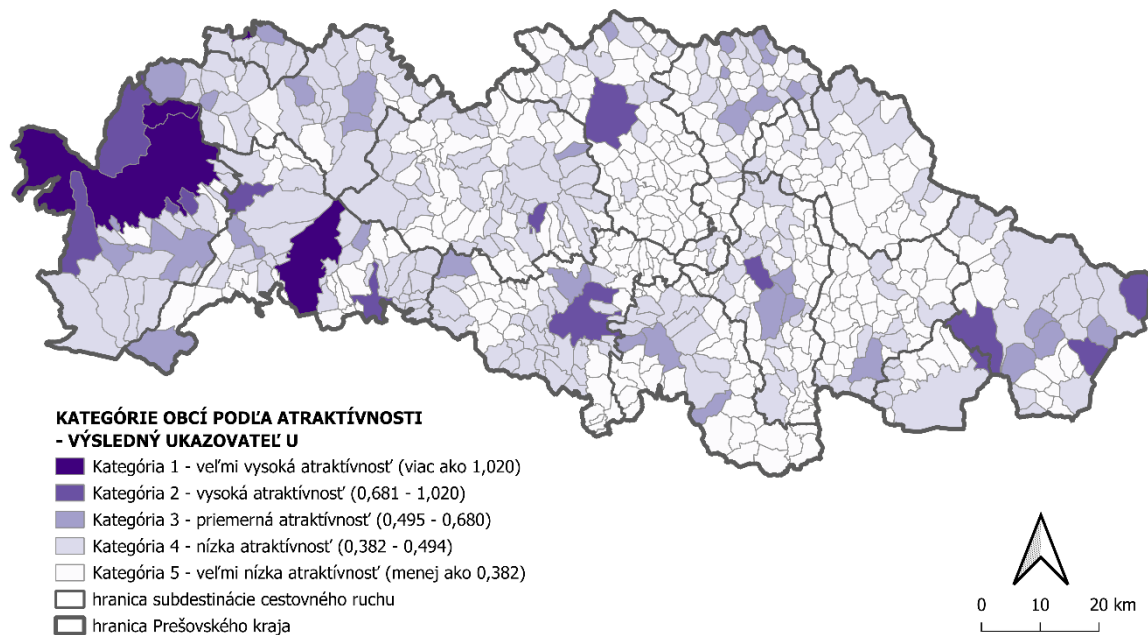 KATEGÓRIE OBCÍ PODĽA ATRAKTÍVNOSTI
- VÝSLEDNÝ UKAZOVATEĽ U
Kategória 1 - veľmi vysoká atraktívnosť (viac ako 1,020)
Kategória 2 - vysoká atraktívnosť (0,681 - 1,020)
Kategória 3 - priemerná atraktívnosť (0,495 - 0,680)
Kategória 4 - nízka atraktívnosť (0,382 - 0,494)
Kategória 5 - veľmi nízka atraktívnosť (menej ako 0,382)
hranica subdestinácie cestovného ruchu
hranica Prešovského kraja
0 10 20 km